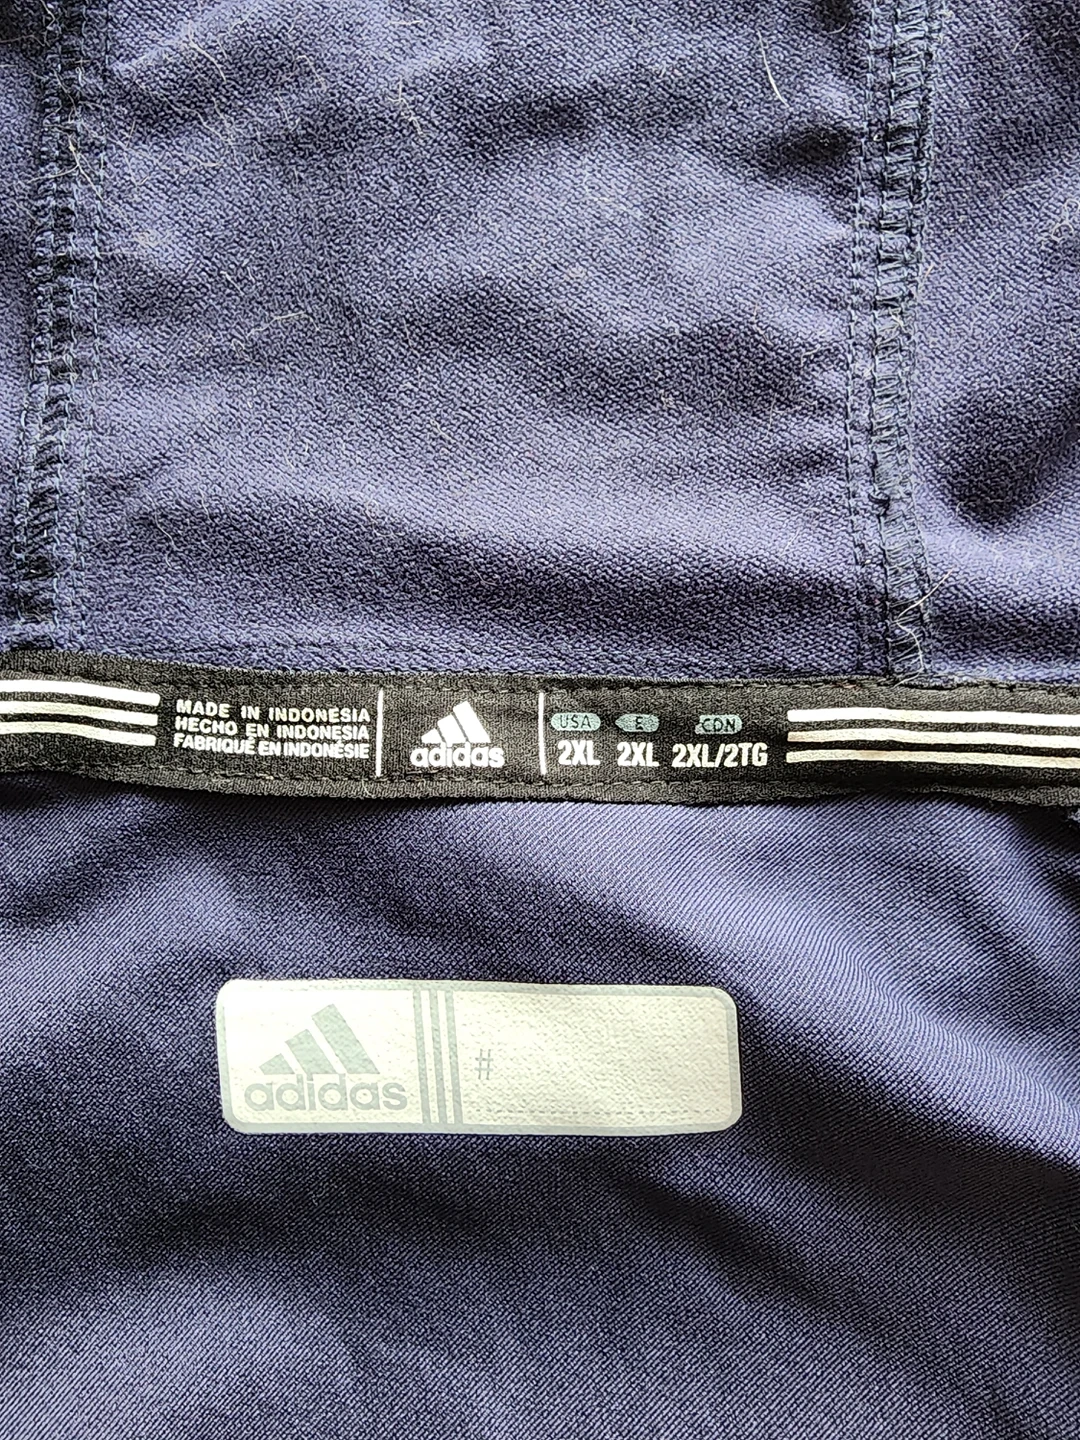 MADE IN INDONESIA
HECHO EN INDONESIA
FABRIQUÉ EN INDONÉSIE
adidas
USA E CDN
2XL 2XL 2XL/2TG
adidas #